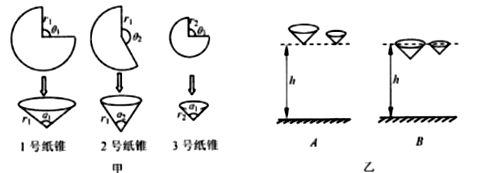 r₁ θ₁ r₁ θ₂ r₂ θ₁
r₁ α₁ r₁ α₂ r₂ α₁
1号纸锥 2号纸锥 3号纸锥
甲
h h
A B
乙